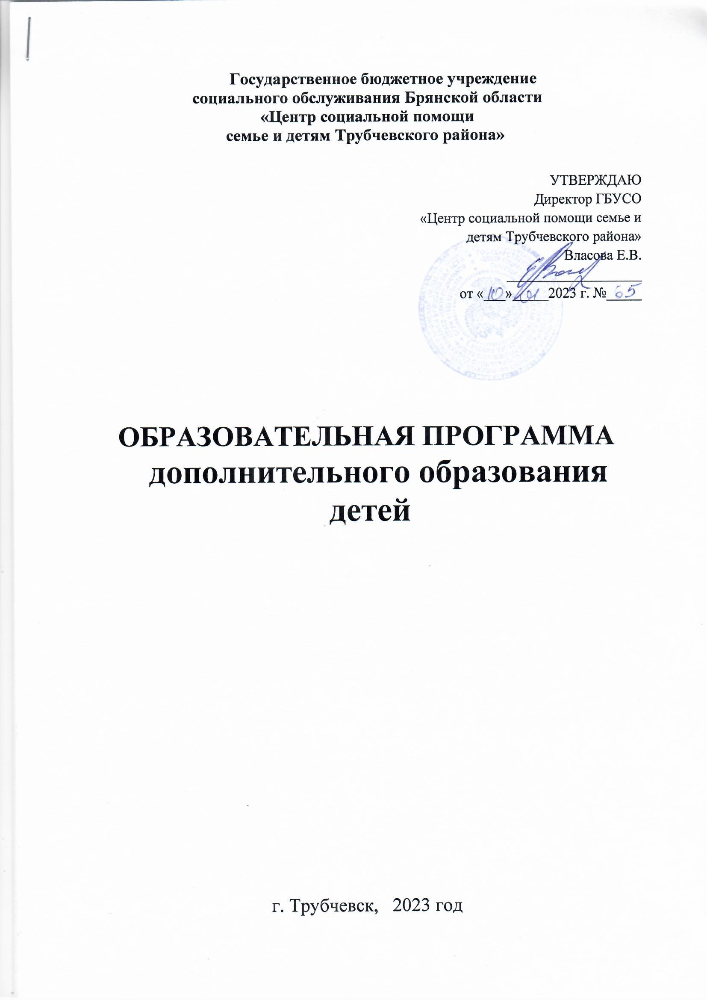 Государственное бюджетное учреждение
социального обслуживания Брянской области
«Центр социальной помощи
семье и детям Трубчевского района»
УТВЕРЖДАЮ
Директор ГБУСО
«Центр социальной помощи семье и
детям Трубчевского района»
Власова Е.В.
от «10» 01 2023 г. № 65
ОБРАЗОВАТЕЛЬНАЯ ПРОГРАММА
дополнительного образования
детей
г. Трубчевск, 2023 год